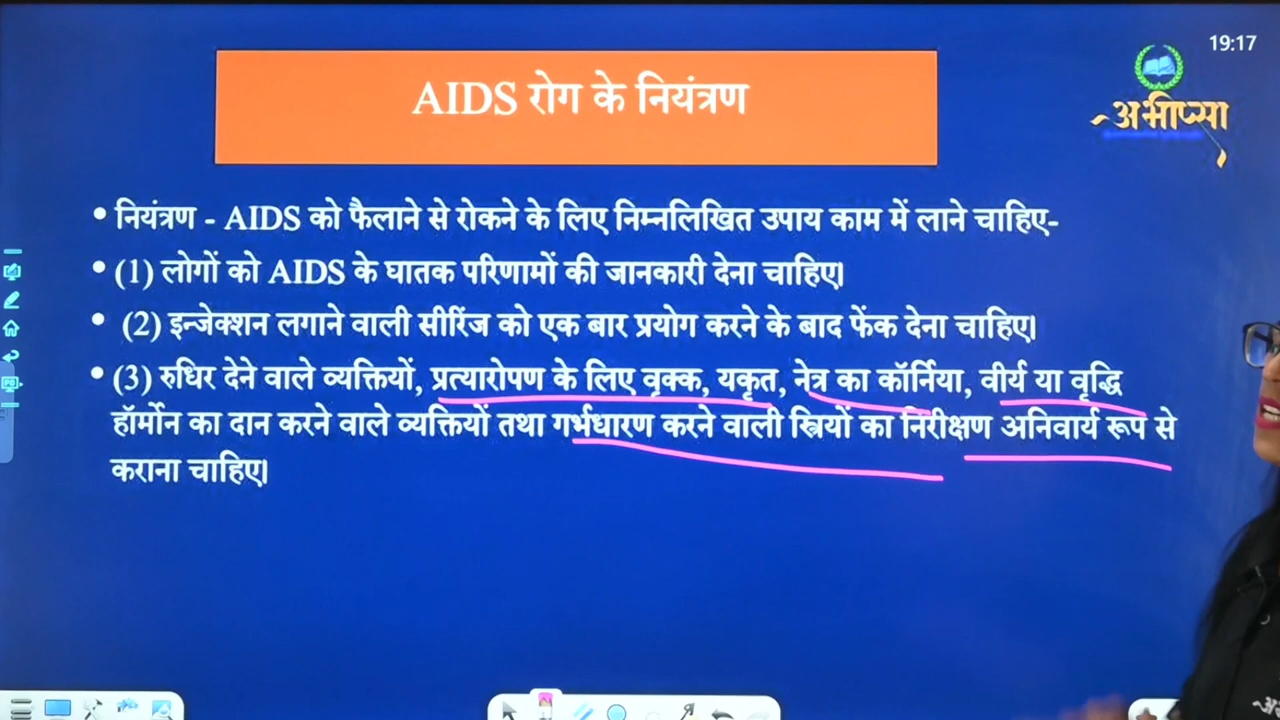 19:17
अभीप्सा
AIDS रोग के नियंत्रण
• नियंत्रण - AIDS को फैलाने से रोकने के लिए निम्नलिखित उपाय काम में लाने चाहिए-
• (1) लोगों को AIDS के घातक परिणामों की जानकारी देना चाहिए।
• (2) इन्जेक्शन लगाने वाली सीरिंज को एक बार प्रयोग करने के बाद फेंक देना चाहिए।
• (3) रुधिर देने वाले व्यक्तियों, प्रत्यारोपण के लिए वृक्क, यकृत, नेत्र का कॉर्निया, वीर्य या वृद्धि
हॉर्मोन का दान करने वाले व्यक्तियों तथा गर्भधारण करने वाली स्त्रियों का निरीक्षण अनिवार्य रूप से
कराना चाहिए।